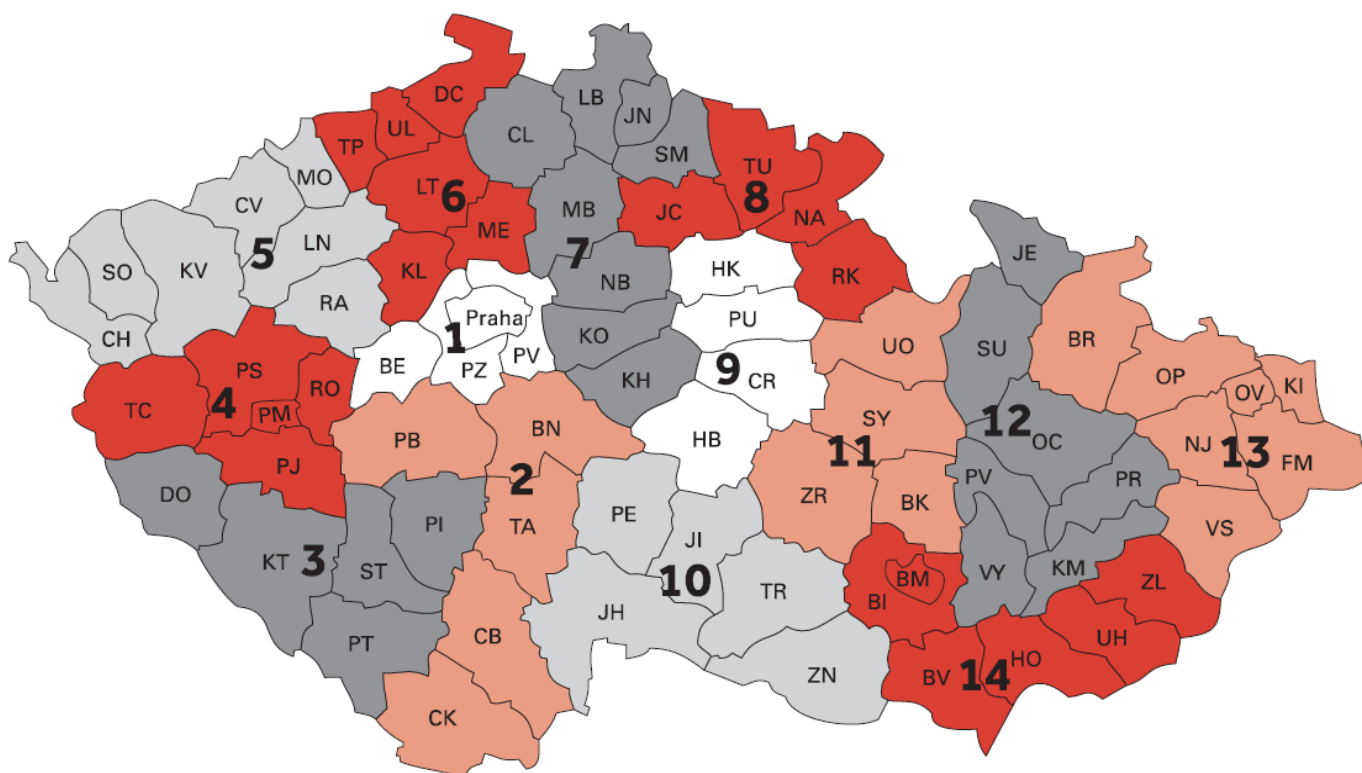 DC
LB
JN
UL
CL
TP
SM
TU
MO
LT
6
8
CV
MB
JC
NA
ME
LN
5
7
JE
SO
KV
KL
HK
RK
NB
RA
Praha
PU
CH
1
KO
UO
SU
BR
BE
PZ
PV
9
CR
OP
PS
RO
KH
OV
KI
TC
4
PM
SY
12
PB
BN
HB
11
OC
NJ
13
FM
PJ
2
ZR
PV
PR
DO
PI
TA
PE
BK
VS
KT
3
ST
JI
10
BM
VY
KM
ZL
TR
BI
JH
PT
CB
UH
ZN
BV
14
HO
CK